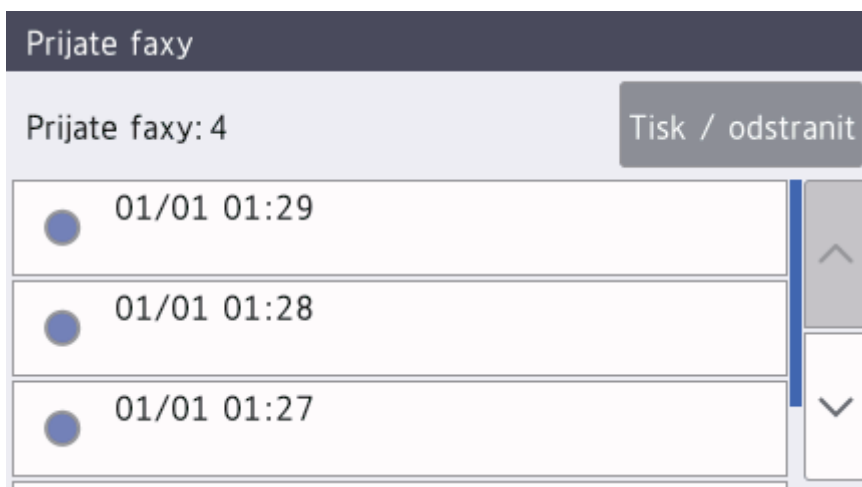 Prijate faxy
Prijate faxy: 4
Tisk / odstranit
01/01 01:29
01/01 01:28
01/01 01:27